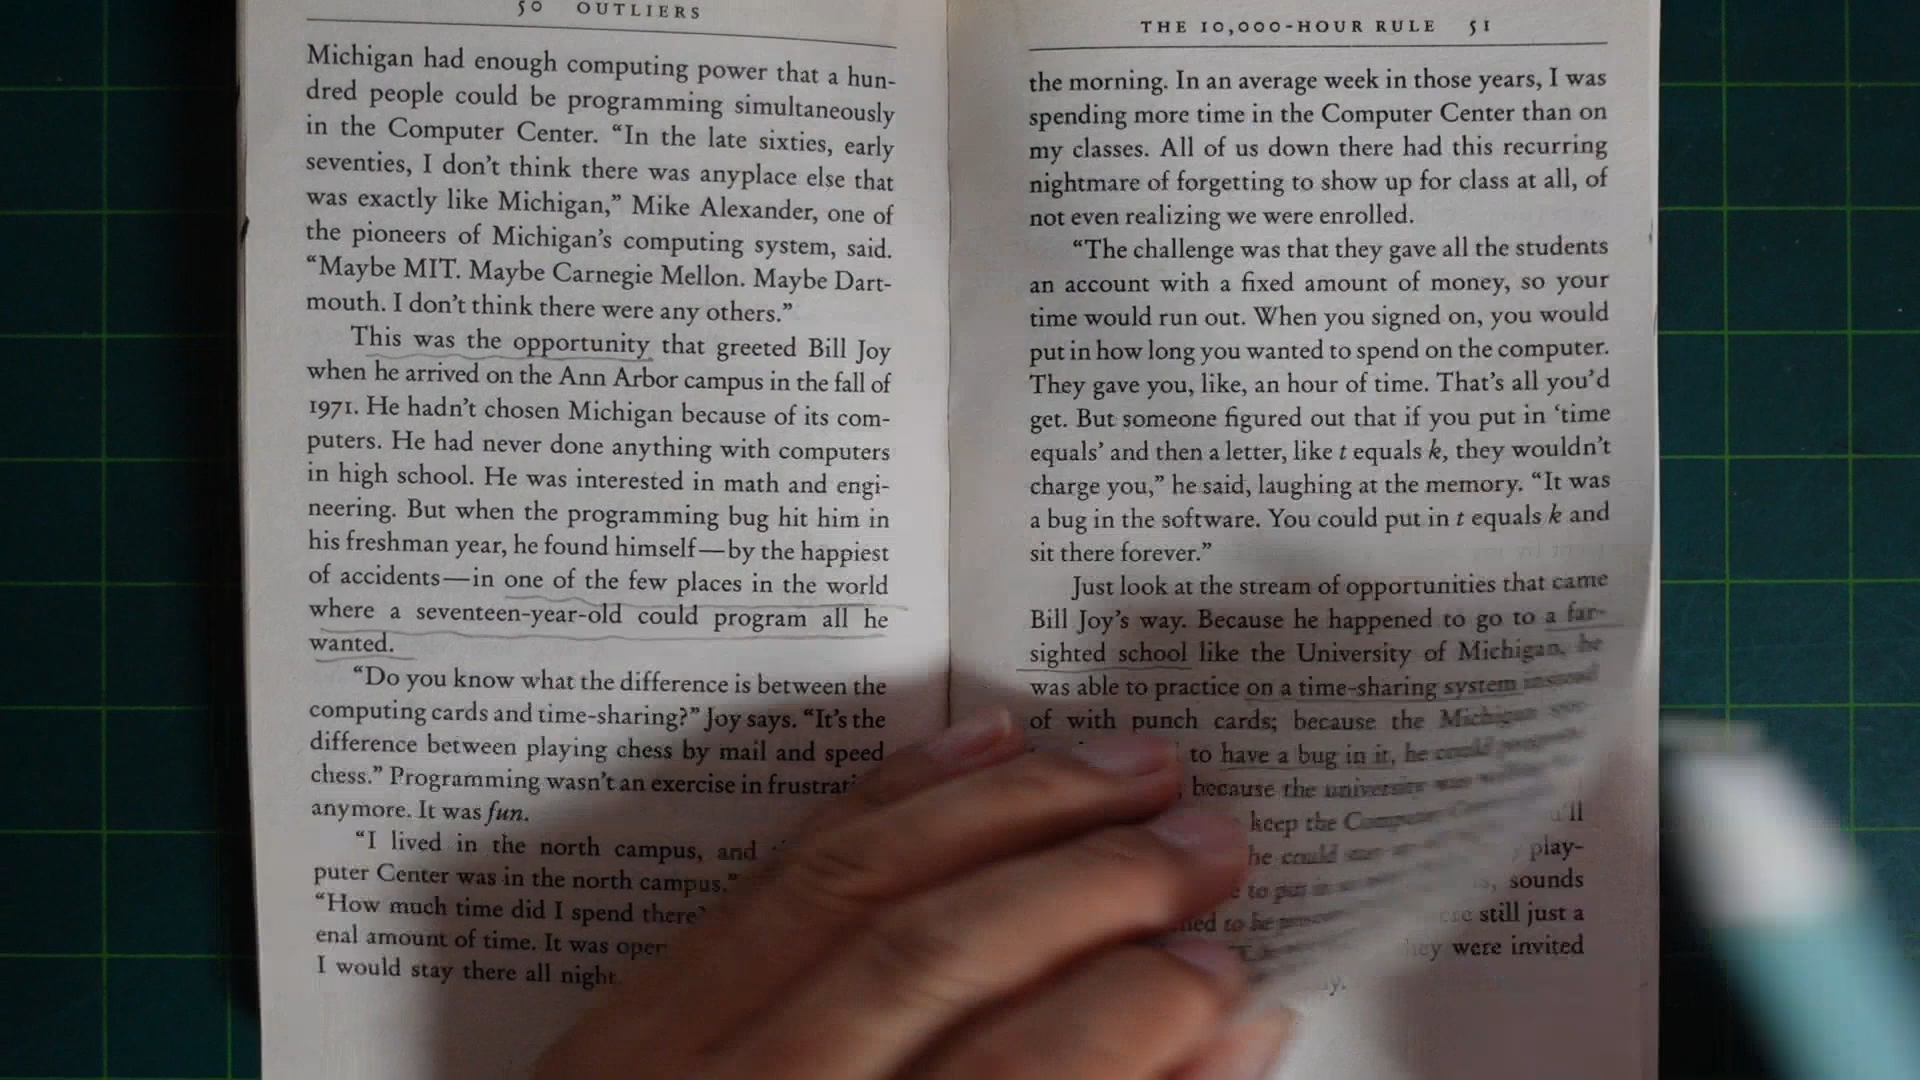 50 OUTLIERS
Michigan had enough computing power that a hun-
dred people could be programming simultaneously
in the Computer Center. “In the late sixties, early
seventies, I don’t think there was anyplace else that
was exactly like Michigan,” Mike Alexander, one of
the pioneers of Michigan’s computing system, said.
“Maybe MIT. Maybe Carnegie Mellon. Maybe Dart-
mouth. I don’t think there were any others.”
This was the opportunity that greeted Bill Joy
when he arrived on the Ann Arbor campus in the fall of
1971. He hadn’t chosen Michigan because of its com-
puters. He had never done anything with computers
in high school. He was interested in math and engi-
neering. But when the programming bug hit him in
his freshman year, he found himself—by the happiest
of accidents—in one of the few places in the world
where a seventeen-year-old could program all he
wanted.
“Do you know what the difference is between the
computing cards and time-sharing?” Joy says. “It’s the
difference between playing chess by mail and speed
chess.” Programming wasn’t an exercise in
anymore. It was fun.
“I lived in the north campus, and
puter Center was in the north campus.”
“How much time did I spend there
enal amount of time. It was
I would stay there all night
THE 10,000-HOUR RULE 51
the morning. In an average week in those years, I was
spending more time in the Computer Center than on
my classes. All of us down there had this recurring
nightmare of forgetting to show up for class at all, of
not even realizing we were enrolled.
“The challenge was that they gave all the students
an account with a fixed amount of money, so your
time would run out. When you signed on, you would
put in how long you wanted to spend on the computer.
They gave you, like, an hour of time. That’s all you’d
get. But someone figured out that if you put in ‘time
equals’ and then a letter, like t equals k, they wouldn’t
charge you,” he said, laughing at the memory. “It was
a bug in the software. You could put in t equals k and
sit there forever.”
Just look at the stream of opportunities that came
Bill Joy’s way. Because he happened to go to a far-
sighted school like the University of Michigan, he
was able to practice on a time-sharing system instead
of with punch cards; because the Michigan
to have a bug in it, he could
because the university was
keep the Computer
he could
play-
to put in
sounds
to be
still just a
were invited